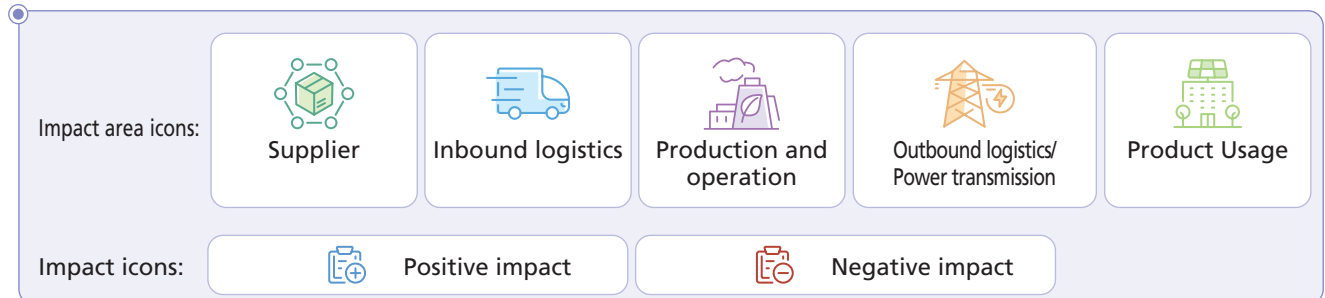 Impact area icons:
Supplier
Inbound logistics
Production and
operation
Outbound logistics/
Power transmission
Product Usage
Impact icons:
Positive impact
Negative impact